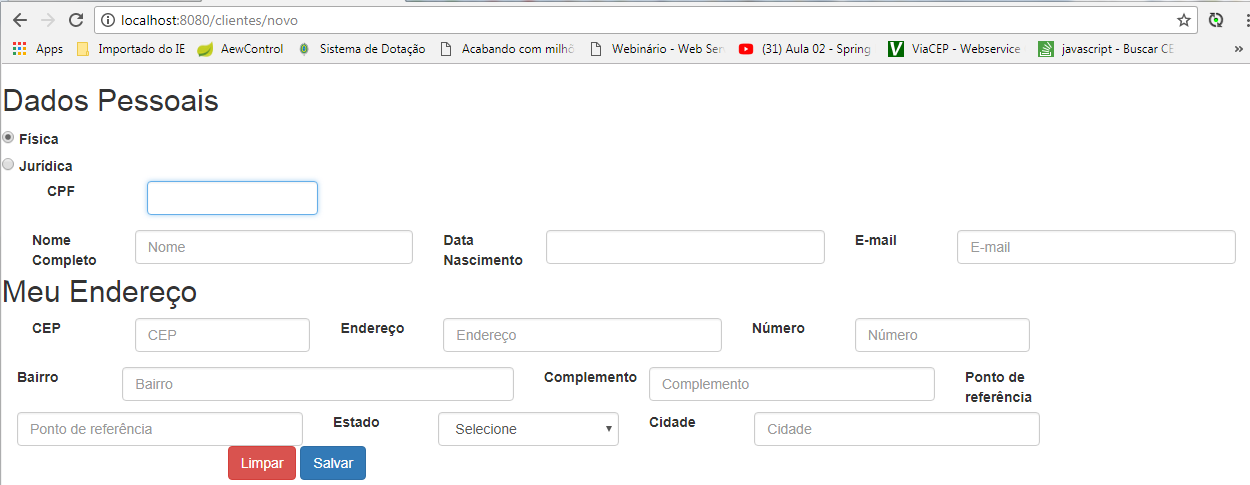 localhost:8080/clientes/novo
Apps Importado do IE AewControl Sistema de Dotação Acabando com milh Webinário - Web Ser (31) Aula 02 - Spring ViaCEP - Webservice javascript - Buscar CE »
Dados Pessoais
Física
Jurídica
CPF
Nome Completo Nome Data Nascimento E-mail E-mail
Meu Endereço
CEP CEP Endereço Endereço Número Número
Bairro Bairro Complemento Complemento Ponto de referência
Ponto de referência Estado Selecione Cidade Cidade
Limpar Salvar